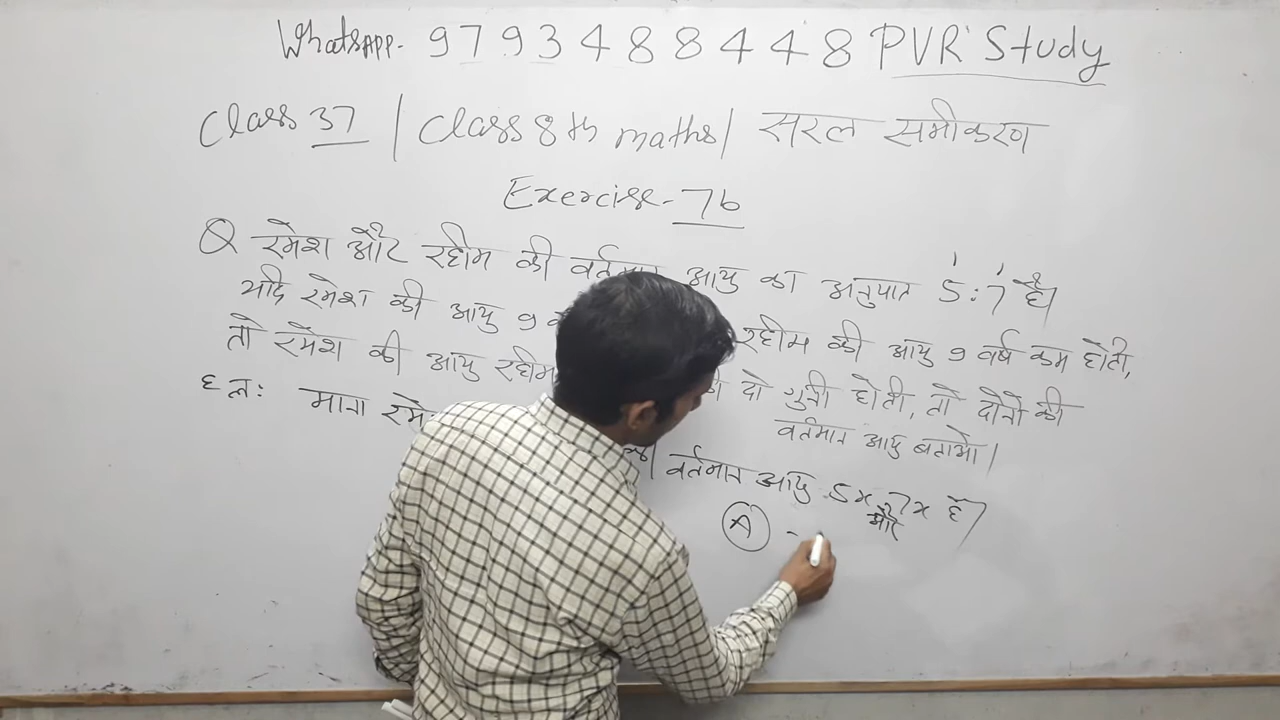 WhatsApp. 9793488448 PVR Study
Class 37 | Class 8th maths | सरल समीकरण
Exercise-7b
Q रमेश और रहीम की वर्तमान आयु का अनुपात 5:7 है।
यदि रमेश की आयु 9 रहीम की आयु 9 वर्ष कम होती,
तो रमेश की आयु रहीम दो गुनी होती, तो दोनो की
वर्तमान आयु बताओ।
हल: माना
वर्तमान आयु 5x, 7x है।
और
A -